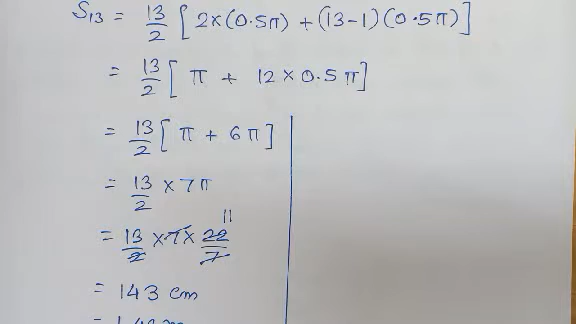 S₁₃ = 13/2 [ 2×(0.5π) + (13-1) (0.5π) ]
= 13/2 [ π + 12 × 0.5 π ]
= 13/2 [ π + 6π ]
= 13/2 × 7π
11
= 13/2 × 7 × 22/7
= 143 cm
=